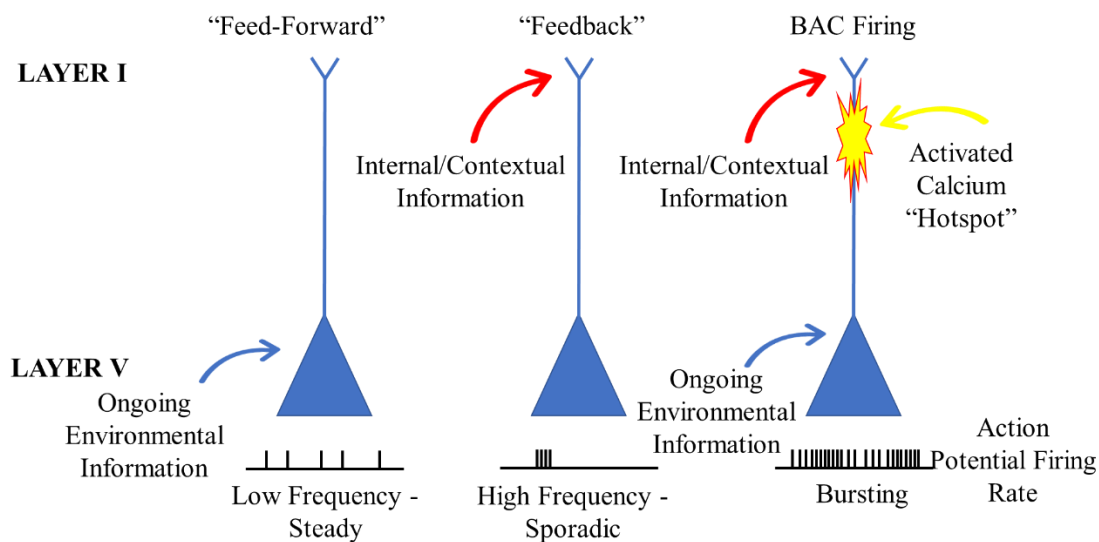 “Feed-Forward”
“Feedback”
BAC Firing
LAYER I
Internal/Contextual
Information
Internal/Contextual
Information
Activated
Calcium
“Hotspot”
LAYER V
Ongoing
Environmental
Information
Ongoing
Environmental
Information
Action
Potential Firing
Rate
Low Frequency -
Steady
High Frequency -
Sporadic
Bursting